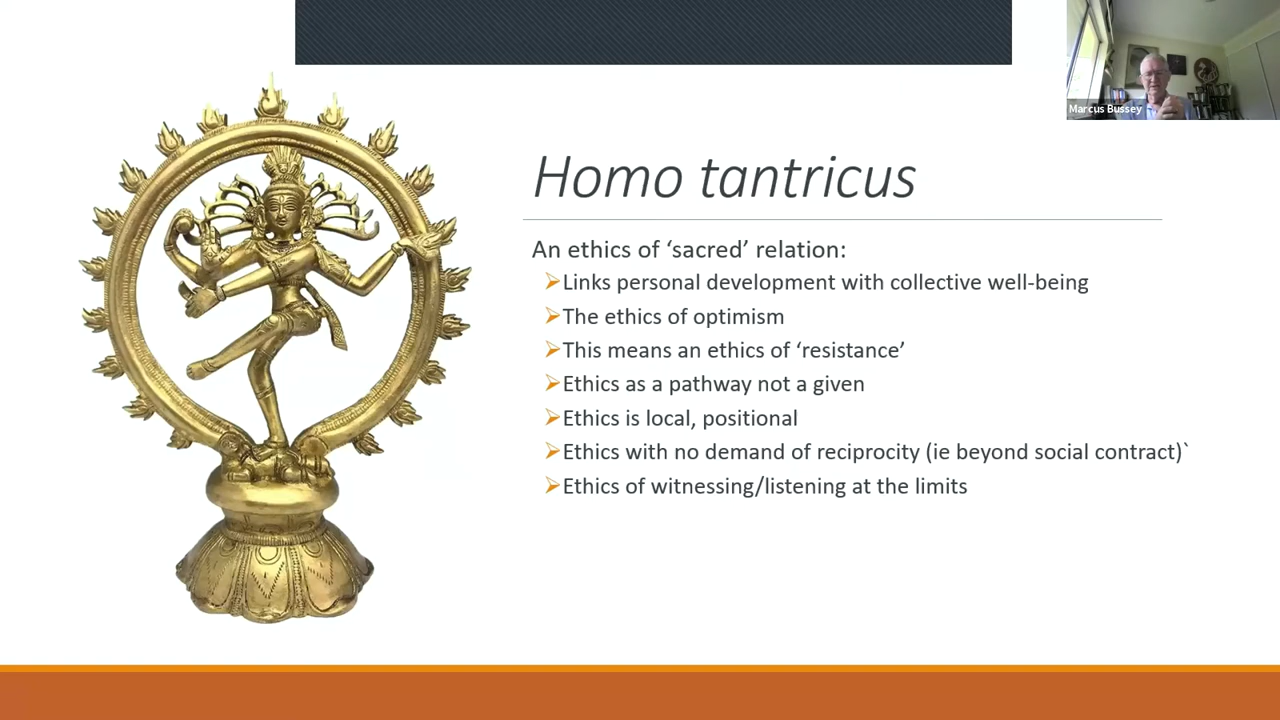 Marcus Bussey
Homo tantricus
An ethics of ‘sacred’ relation:
Links personal development with collective well-being
The ethics of optimism
This means an ethics of ‘resistance’
Ethics as a pathway not a given
Ethics is local, positional
Ethics with no demand of reciprocity (ie beyond social contract)`
Ethics of witnessing/listening at the limits